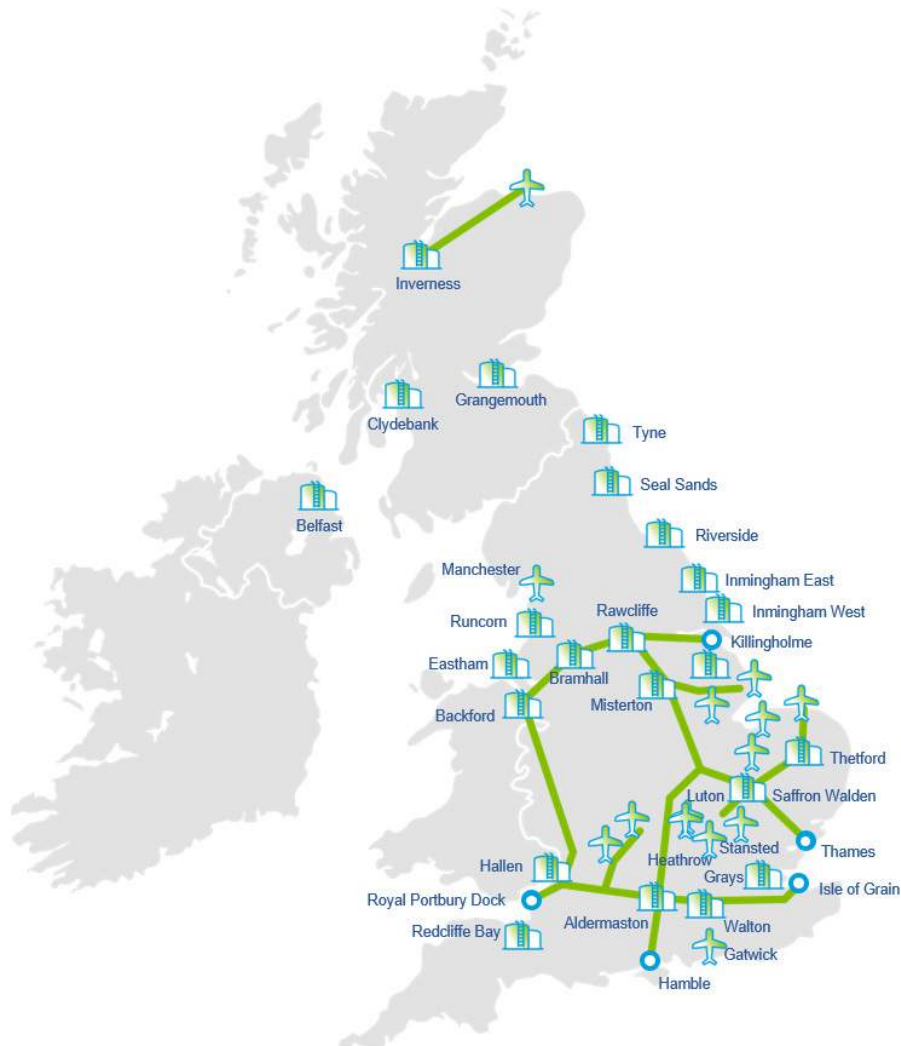 Inverness
Grangemouth
Clydebank
Tyne
Seal Sands
Belfast
Riverside
Manchester
Inmingham East
Rawcliffe
Inmingham West
Runcorn
Killingholme
Eastham
Bramhall
Misterton
Backford
Thetford
Luton
Saffron Walden
Stansted
Thames
Heathrow
Hallen
Grays
Isle of Grain
Royal Portbury Dock
Aldermaston
Walton
Redcliffe Bay
Gatwick
Hamble